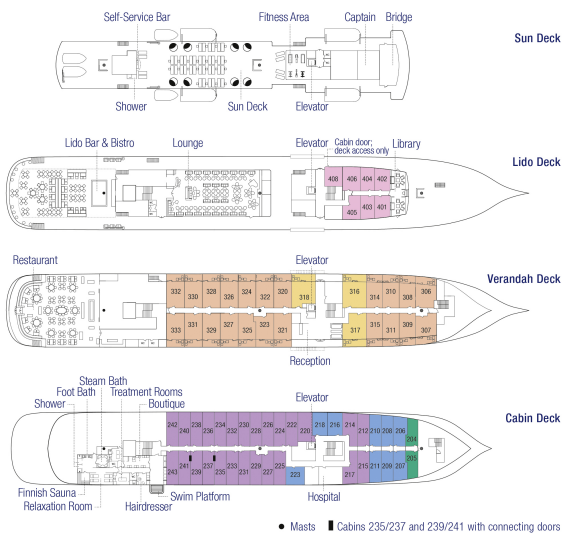 Self-Service Bar
Fitness Area
Captain
Bridge
Sun Deck
Shower
Sun Deck
Elevator
Lido Bar & Bistro
Lounge
Elevator
Cabin door;
deck access only
Library
Lido Deck
408 406 404 402
405 403 401
Restaurant
Elevator
Verandah Deck
332 330 328 326 324 322 320 318 316 314 310 308 306
333 331 329 327 325 323 321 317 315 311 309 307
Reception
Steam Bath
Foot Bath
Treatment Rooms
Shower
Boutique
Elevator
Cabin Deck
242 240 238 236 234 232 230 228 226 224 222 220 218 216 214 212 210 208 206 204
243 241 239 237 235 233 231 229 227 225 223 217 215 211 209 207 205
Finnish Sauna
Relaxation Room
Hairdresser
Swim Platform
Hospital
Masts
Cabins 235/237 and 239/241 with connecting doors